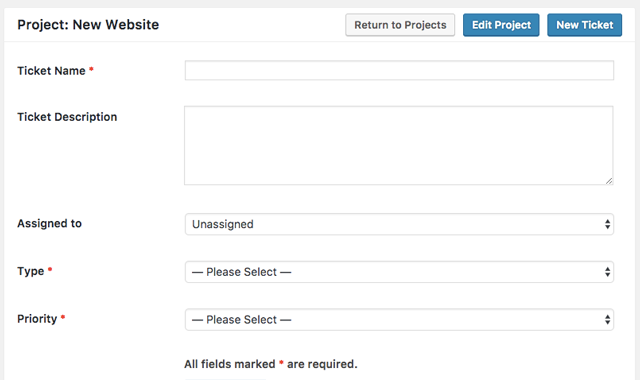 Project: New Website
Return to Projects
Edit Project
New Ticket
Ticket Name *
Ticket Description
Assigned to
Unassigned
Type *
— Please Select —
Priority *
— Please Select —
All fields marked * are required.